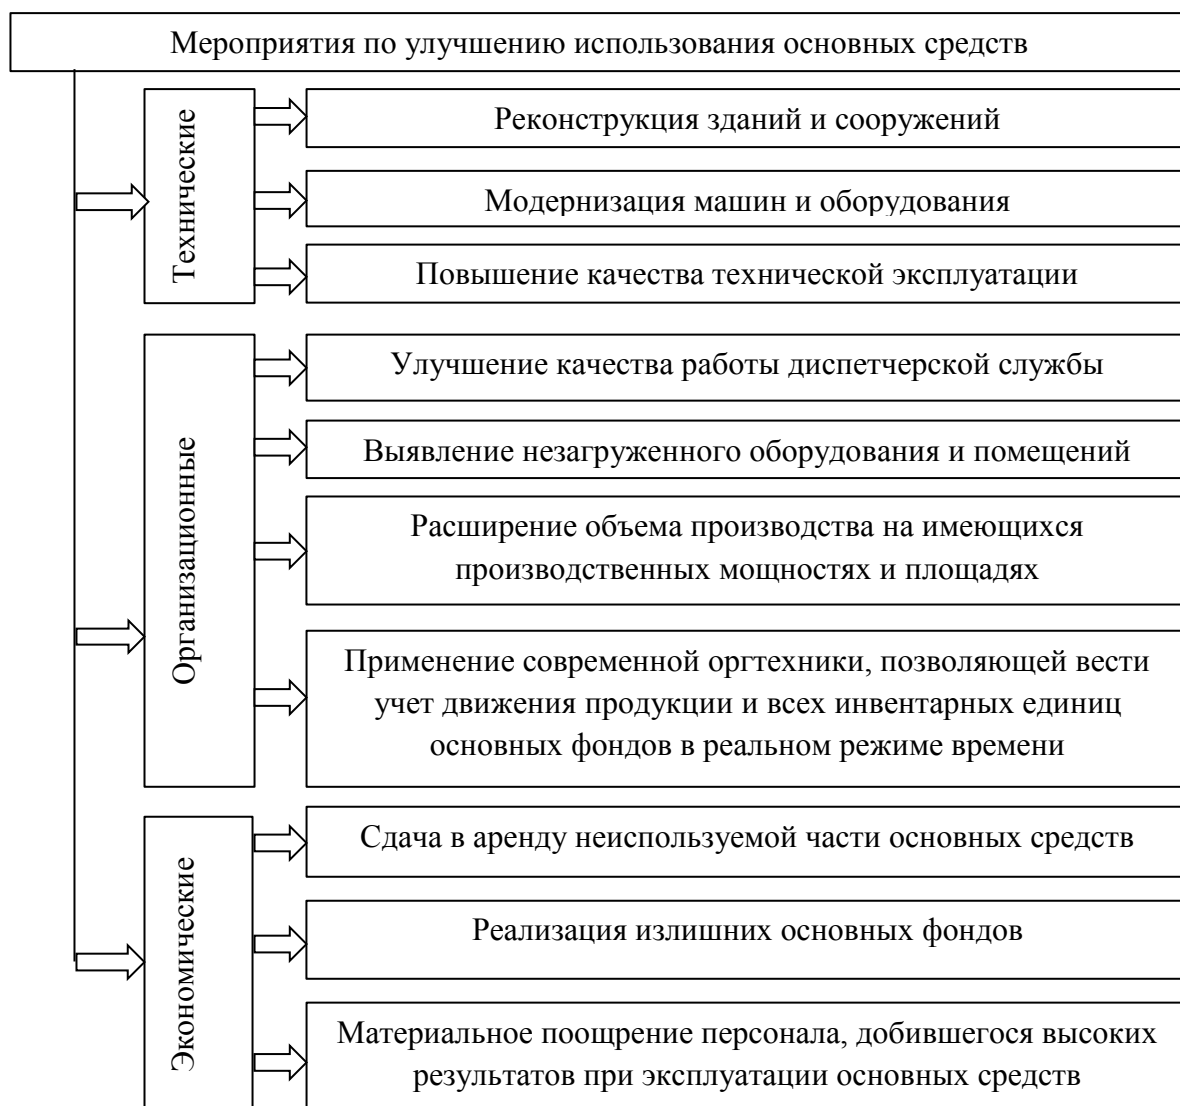 Мероприятия по улучшению использования основных средств
Технические
Реконструкция зданий и сооружений
Модернизация машин и оборудования
Повышение качества технической эксплуатации
Организационные
Улучшение качества работы диспетчерской службы
Выявление незагруженного оборудования и помещений
Расширение объема производства на имеющихся
производственных мощностях и площадях
Применение современной оргтехники, позволяющей вести
учет движения продукции и всех инвентарных единиц
основных фондов в реальном режиме времени
Экономические
Сдача в аренду неиспользуемой части основных средств
Реализация излишних основных фондов
Материальное поощрение персонала, добившегося высоких
результатов при эксплуатации основных средств